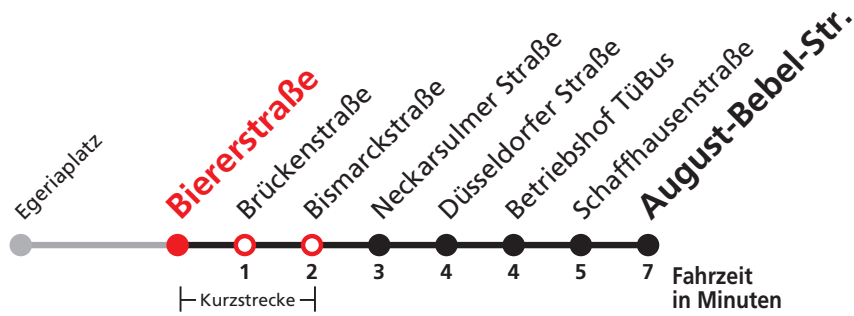 Egeriaplatz
Biererstraße
Brückenstraße
Bismarckstraße
Neckarsulmer Straße
Düsseldorfer Straße
Betriebshof TüBus
Schaffhausenstraße
August-Bebel-Str.
1 2 3 4 4 5 7
Fahrzeit
in Minuten
Kurzstrecke